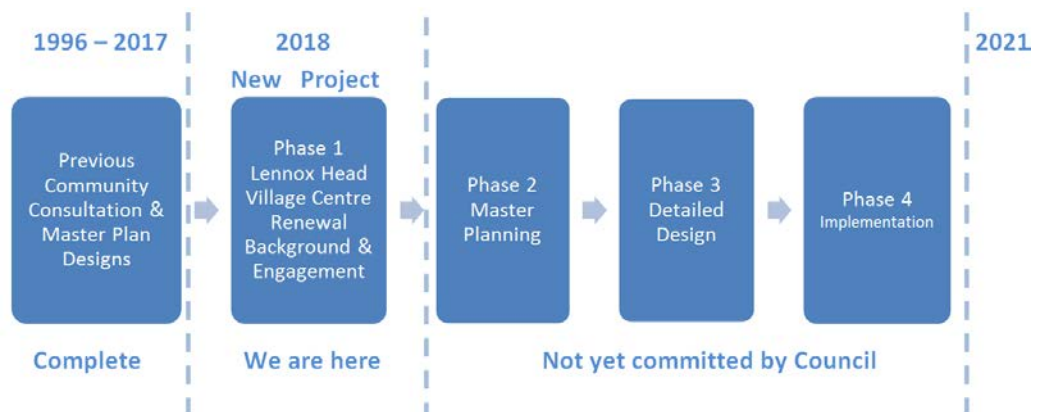 1996 – 2017
2018
New Project
2021
Previous
Community
Consultation &
Master Plan
Designs
Phase 1
Lennox Head
Village Centre
Renewal
Background &
Engagement
Phase 2
Master
Planning
Phase 3
Detailed
Design
Phase 4
Implementation
Complete
We are here
Not yet committed by Council